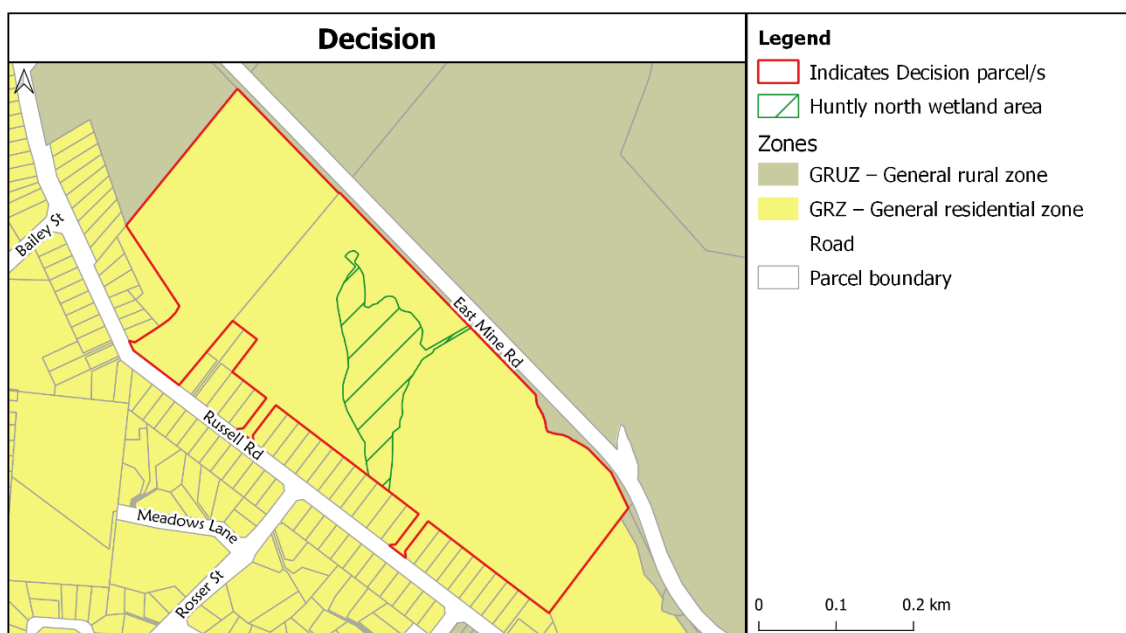 Decision
Bailey St
East Mine Rd
Russell Rd
Meadows Lane
Rosser St
Legend
Indicates Decision parcel/s
Huntly north wetland area
Zones
GRUZ – General rural zone
GRZ – General residential zone
Road
Parcel boundary
0 0.1 0.2 km